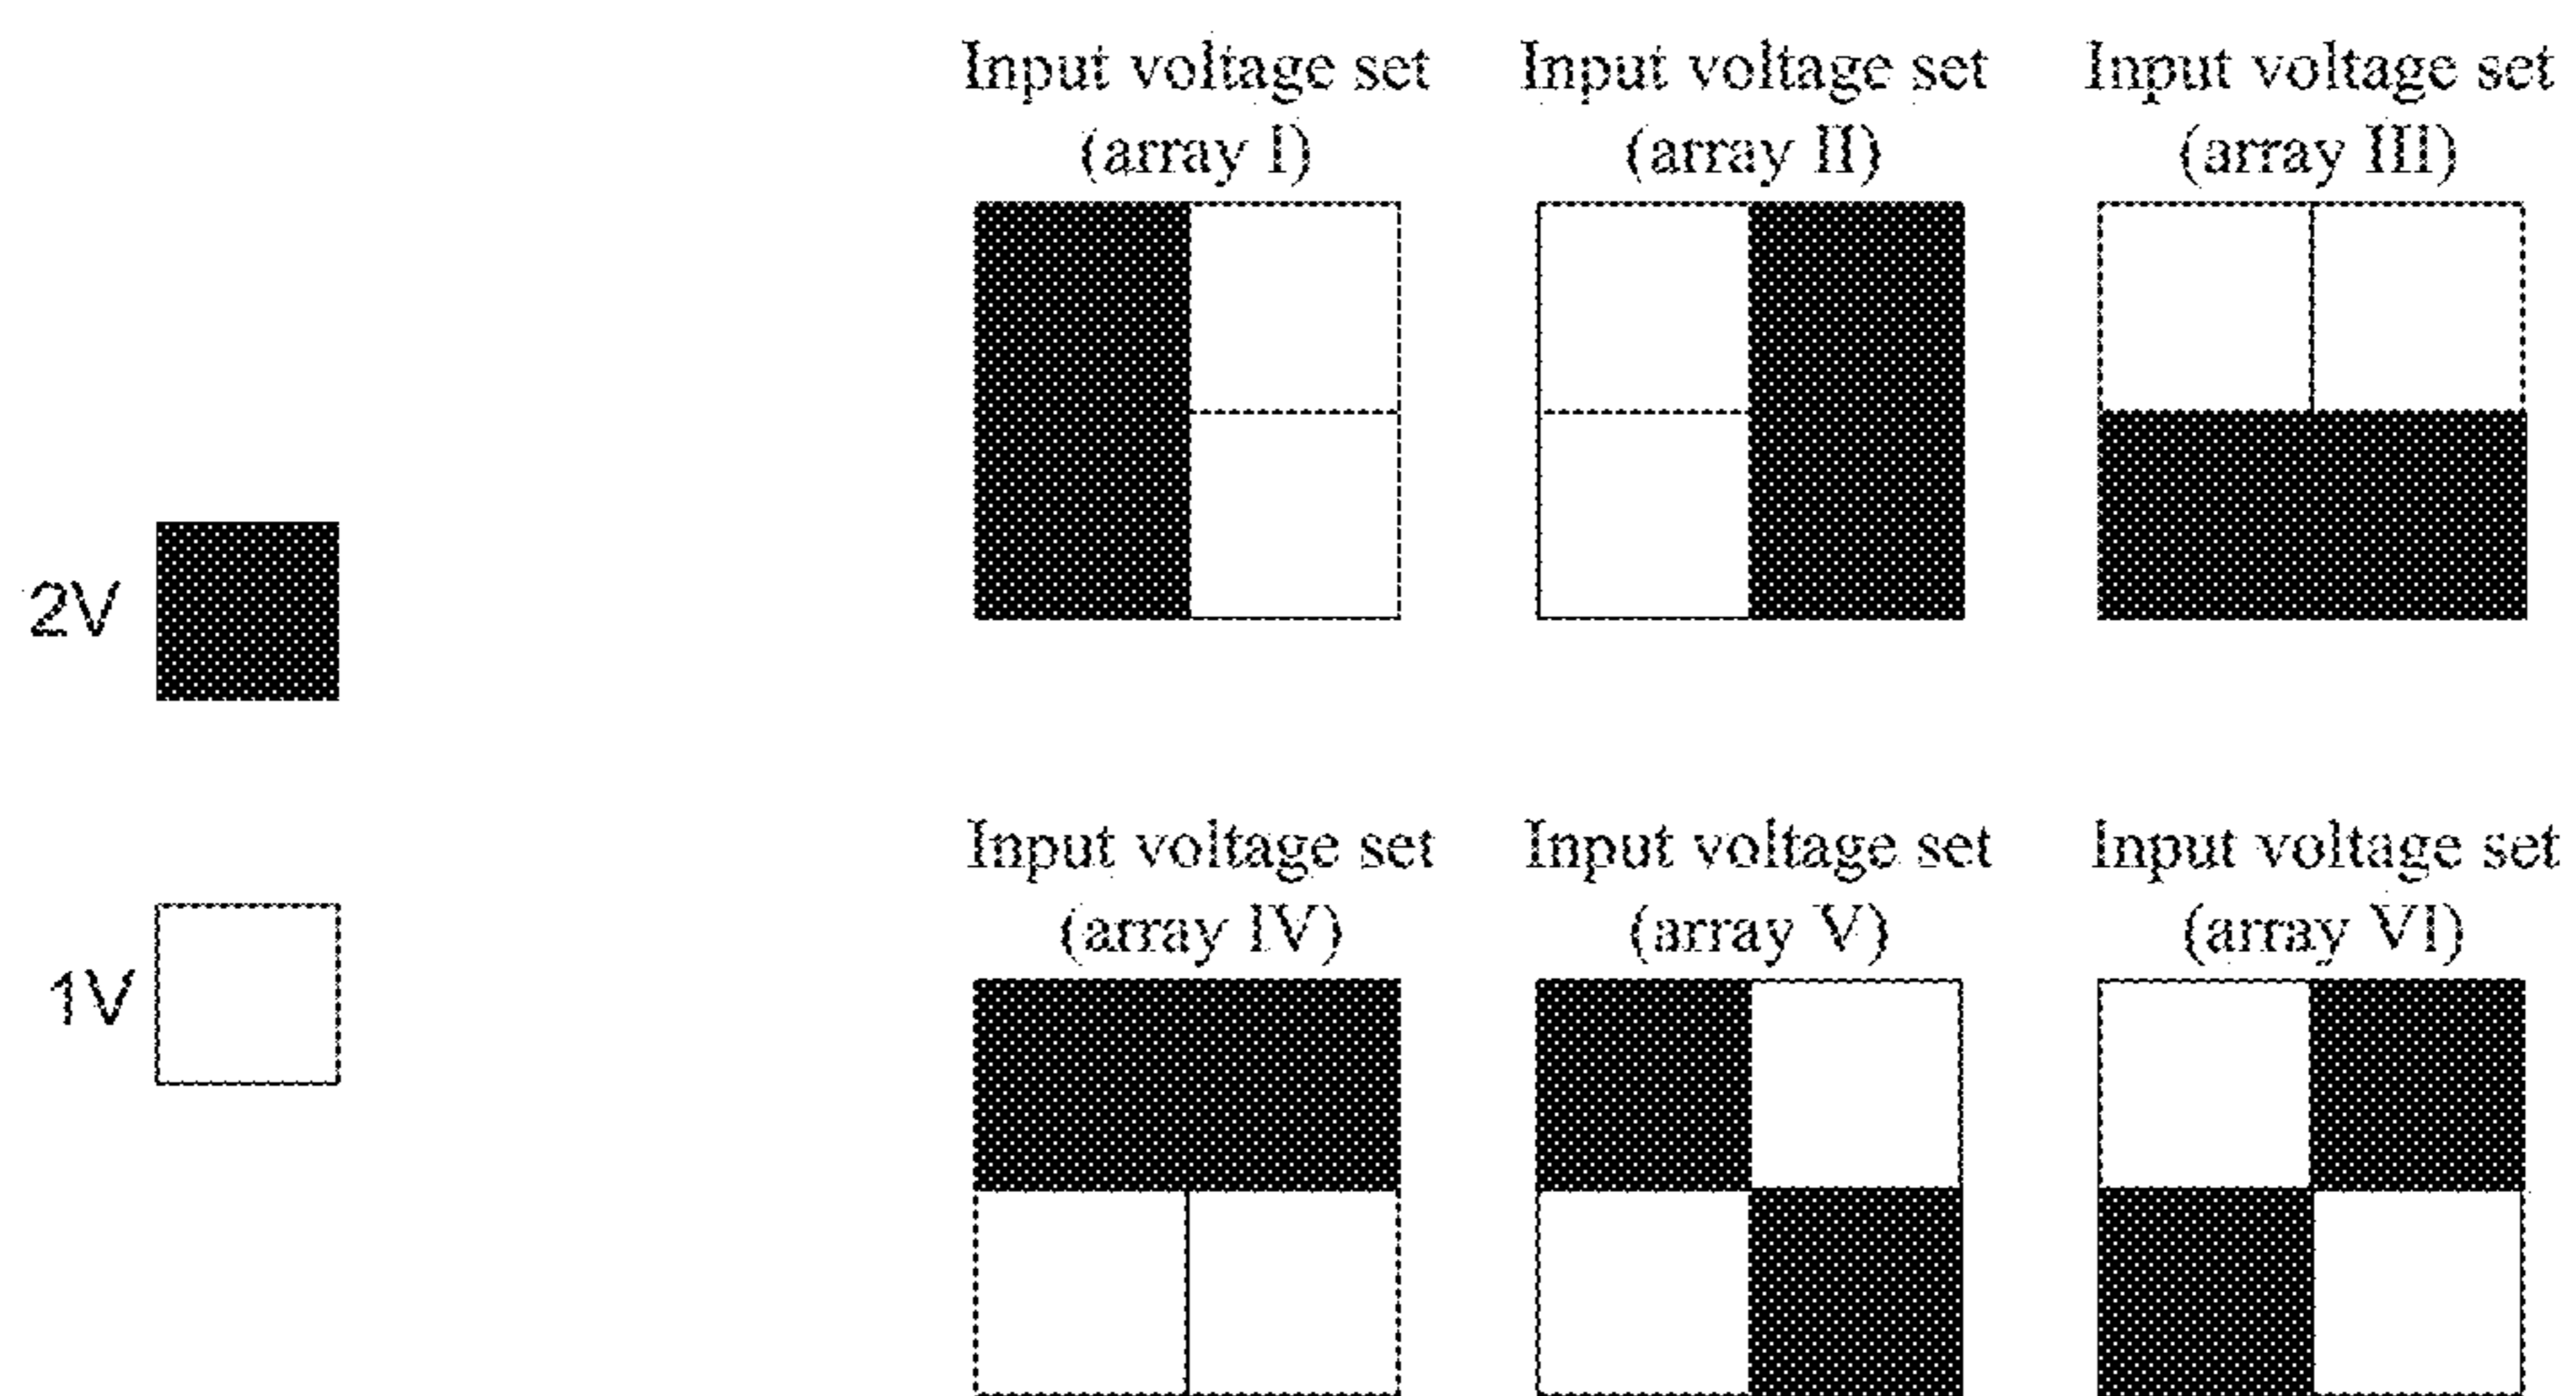 Input voltage set
(array I)
Input voltage set
(array II)
Input voltage set
(array III)
2V
1V
Input voltage set
(array IV)
Input voltage set
(array V)
Input voltage set
(array VI)